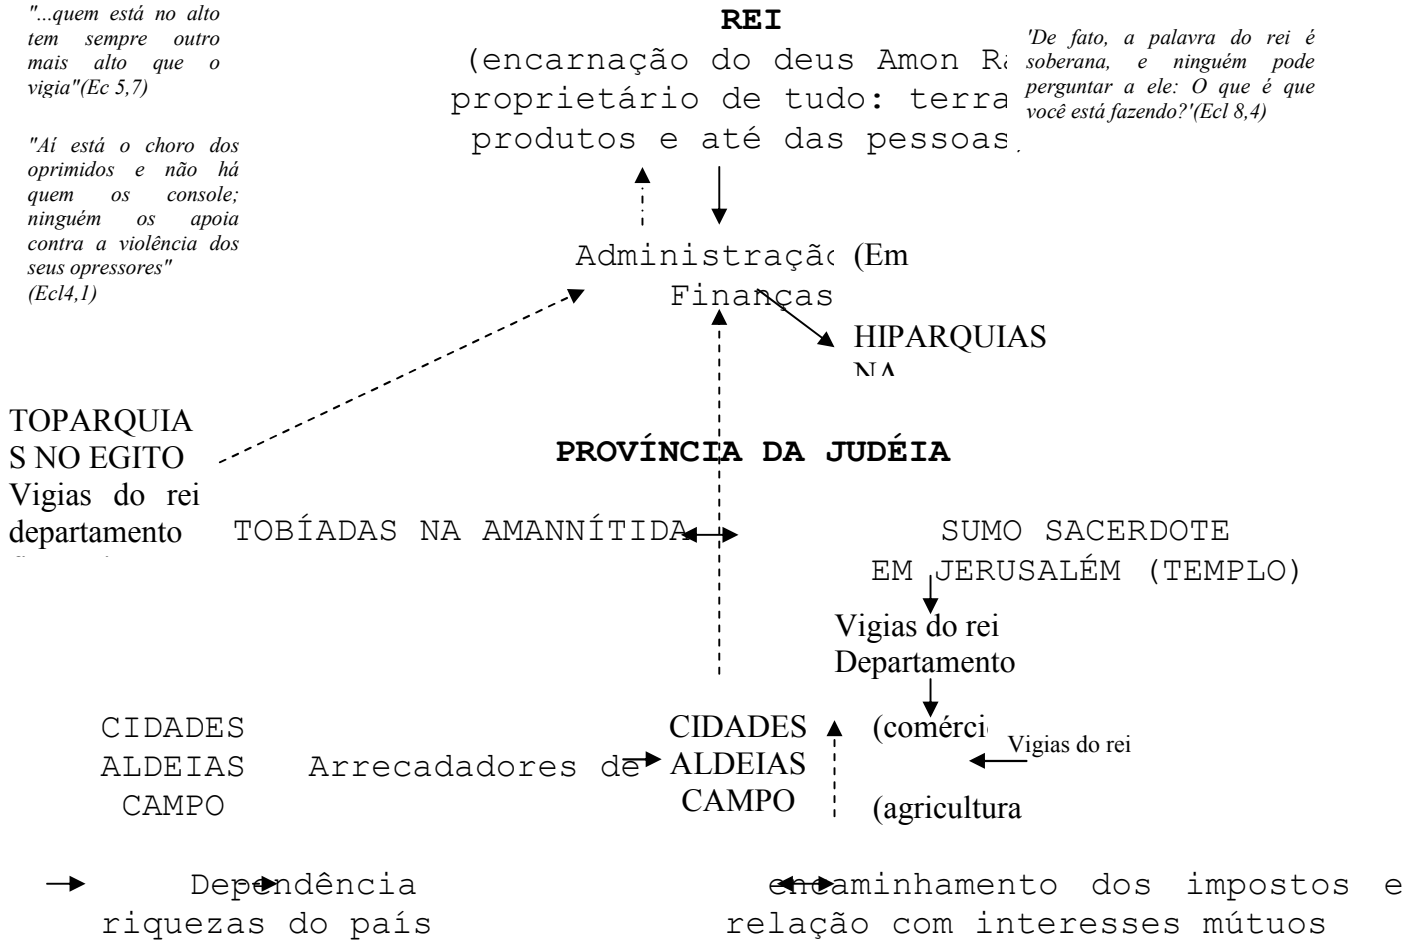 "...quem está no alto
tem sempre outro
mais alto que o
vigia"(Ec 5,7)
"Aí está o choro dos
oprimidos e não há
quem os console;
ninguém os apoia
contra a violência dos
seus opressores"
(Ecl4,1)
REI
(encarnação do deus Amon Ra
proprietário de tudo: terra
produtos e até das pessoas
'De fato, a palavra do rei é
soberana, e ninguém pode
perguntar a ele: O que é que
você está fazendo?'(Ecl 8,4)
Administração
Finanças
(Em
HIPARQUIAS
NA
TOPARQUIA
S NO EGITO
Vigias do rei
departamento
PROVÍNCIA DA JUDÉIA
TOBÍADAS NA AMANNÍTIDA
SUMO SACERDOTE
EM JERUSALÉM (TEMPLO)
Vigias do rei
Departamento
CIDADES
ALDEIAS
CAMPO
Arrecadadores de
CIDADES
ALDEIAS
CAMPO
(comérci
Vigias do rei
(agricultura
Dependência
riquezas do país
encaminhamento dos impostos e
relação com interesses mútuos